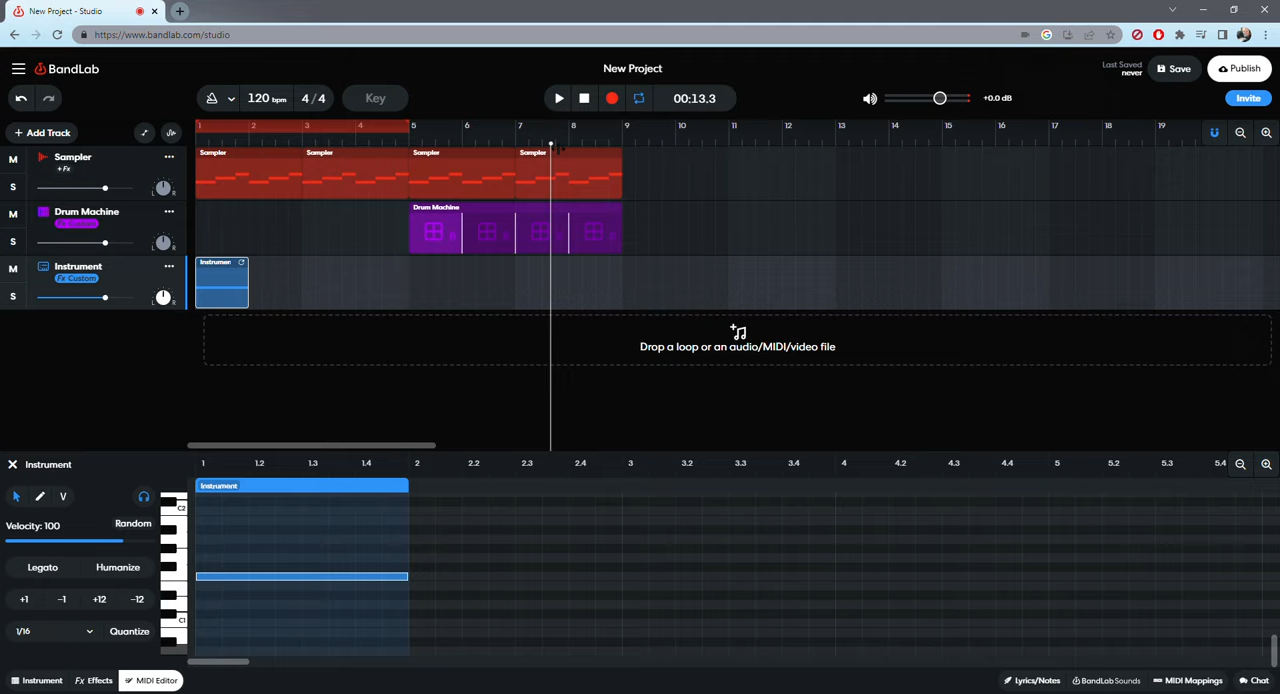 New Project - Studio
https://www.bandlab.com/studio
BandLab
New Project
Last Saved
never
Save
Publish
120 bpm
4 / 4
Key
00:13.3
+0.0 dB
Invite
+ Add Track
1 2 3 4 5 6 7 8 9 10 11 12 13 14 15 16 17 18 19
M
S
Sampler
+Fx
L R
Sampler Sampler Sampler Sampler
M
S
Drum Machine
Fx Custom
L R
Drum Machine
M
S
Instrument
Fx Custom
L R
Instrumen
Drop a loop or an audio/MIDI/video file
Instrument
1 1.2 1.3 1.4 2 2.2 2.3 2.4 3 3.2 3.3 3.4 4 4.2 4.3 4.4 5 5.2 5.3 5.4
Instrument
V
C2
Velocity: 100
Random
Legato
Humanize
+1 -1 +12 -12
C1
1/16
Quantize
Instrument
Fx Effects
MIDI Editor
Lyrics/Notes
BandLab Sounds
MIDI Mappings
Chat